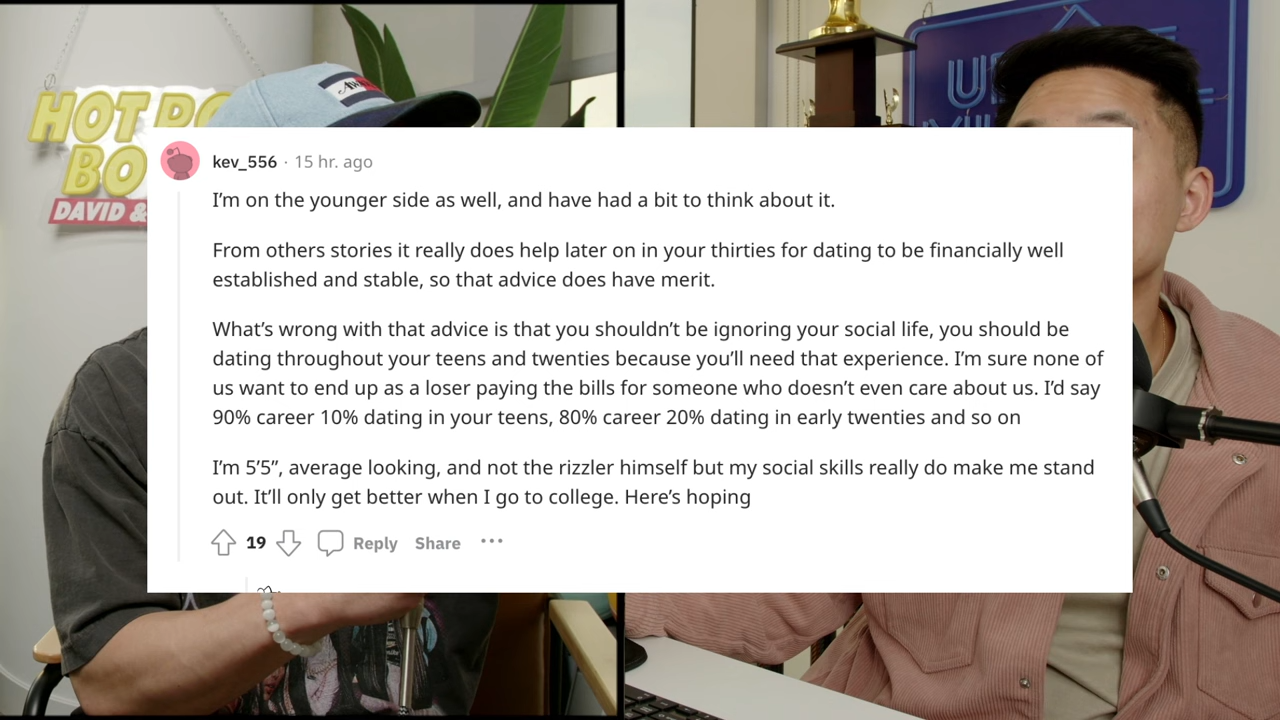 HOT
BO
DAVID &
kev_556 · 15 hr. ago
I'm on the younger side as well, and have had a bit to think about it.
From others stories it really does help later on in your thirties for dating to be financially well
established and stable, so that advice does have merit.
What's wrong with that advice is that you shouldn't be ignoring your social life, you should be
dating throughout your teens and twenties because you'll need that experience. I'm sure none of
us want to end up as a loser paying the bills for someone who doesn't even care about us. I'd say
90% career 10% dating in your teens, 80% career 20% dating in early twenties and so on
I'm 5'5”, average looking, and not the rizzler himself but my social skills really do make me stand
out. It'll only get better when I go to college. Here's hoping
19 Reply Share ···